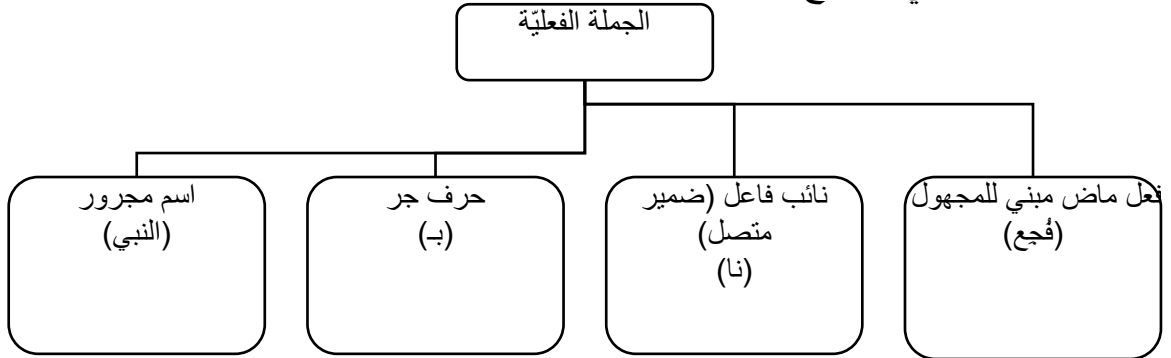 الجملة الفعليّة
فعل ماض مبني للمجهول
(فُجِع)
نائب فاعل (ضمير
متصل)
(نا)
حرف جر
(بـ)
اسم مجرور
(النبي)